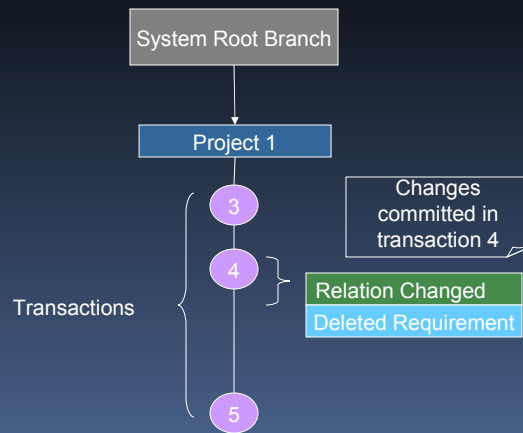 System Root Branch
Project 1
3
Changes
committed in
transaction 4
4
Relation Changed
Transactions
Deleted Requirement
5